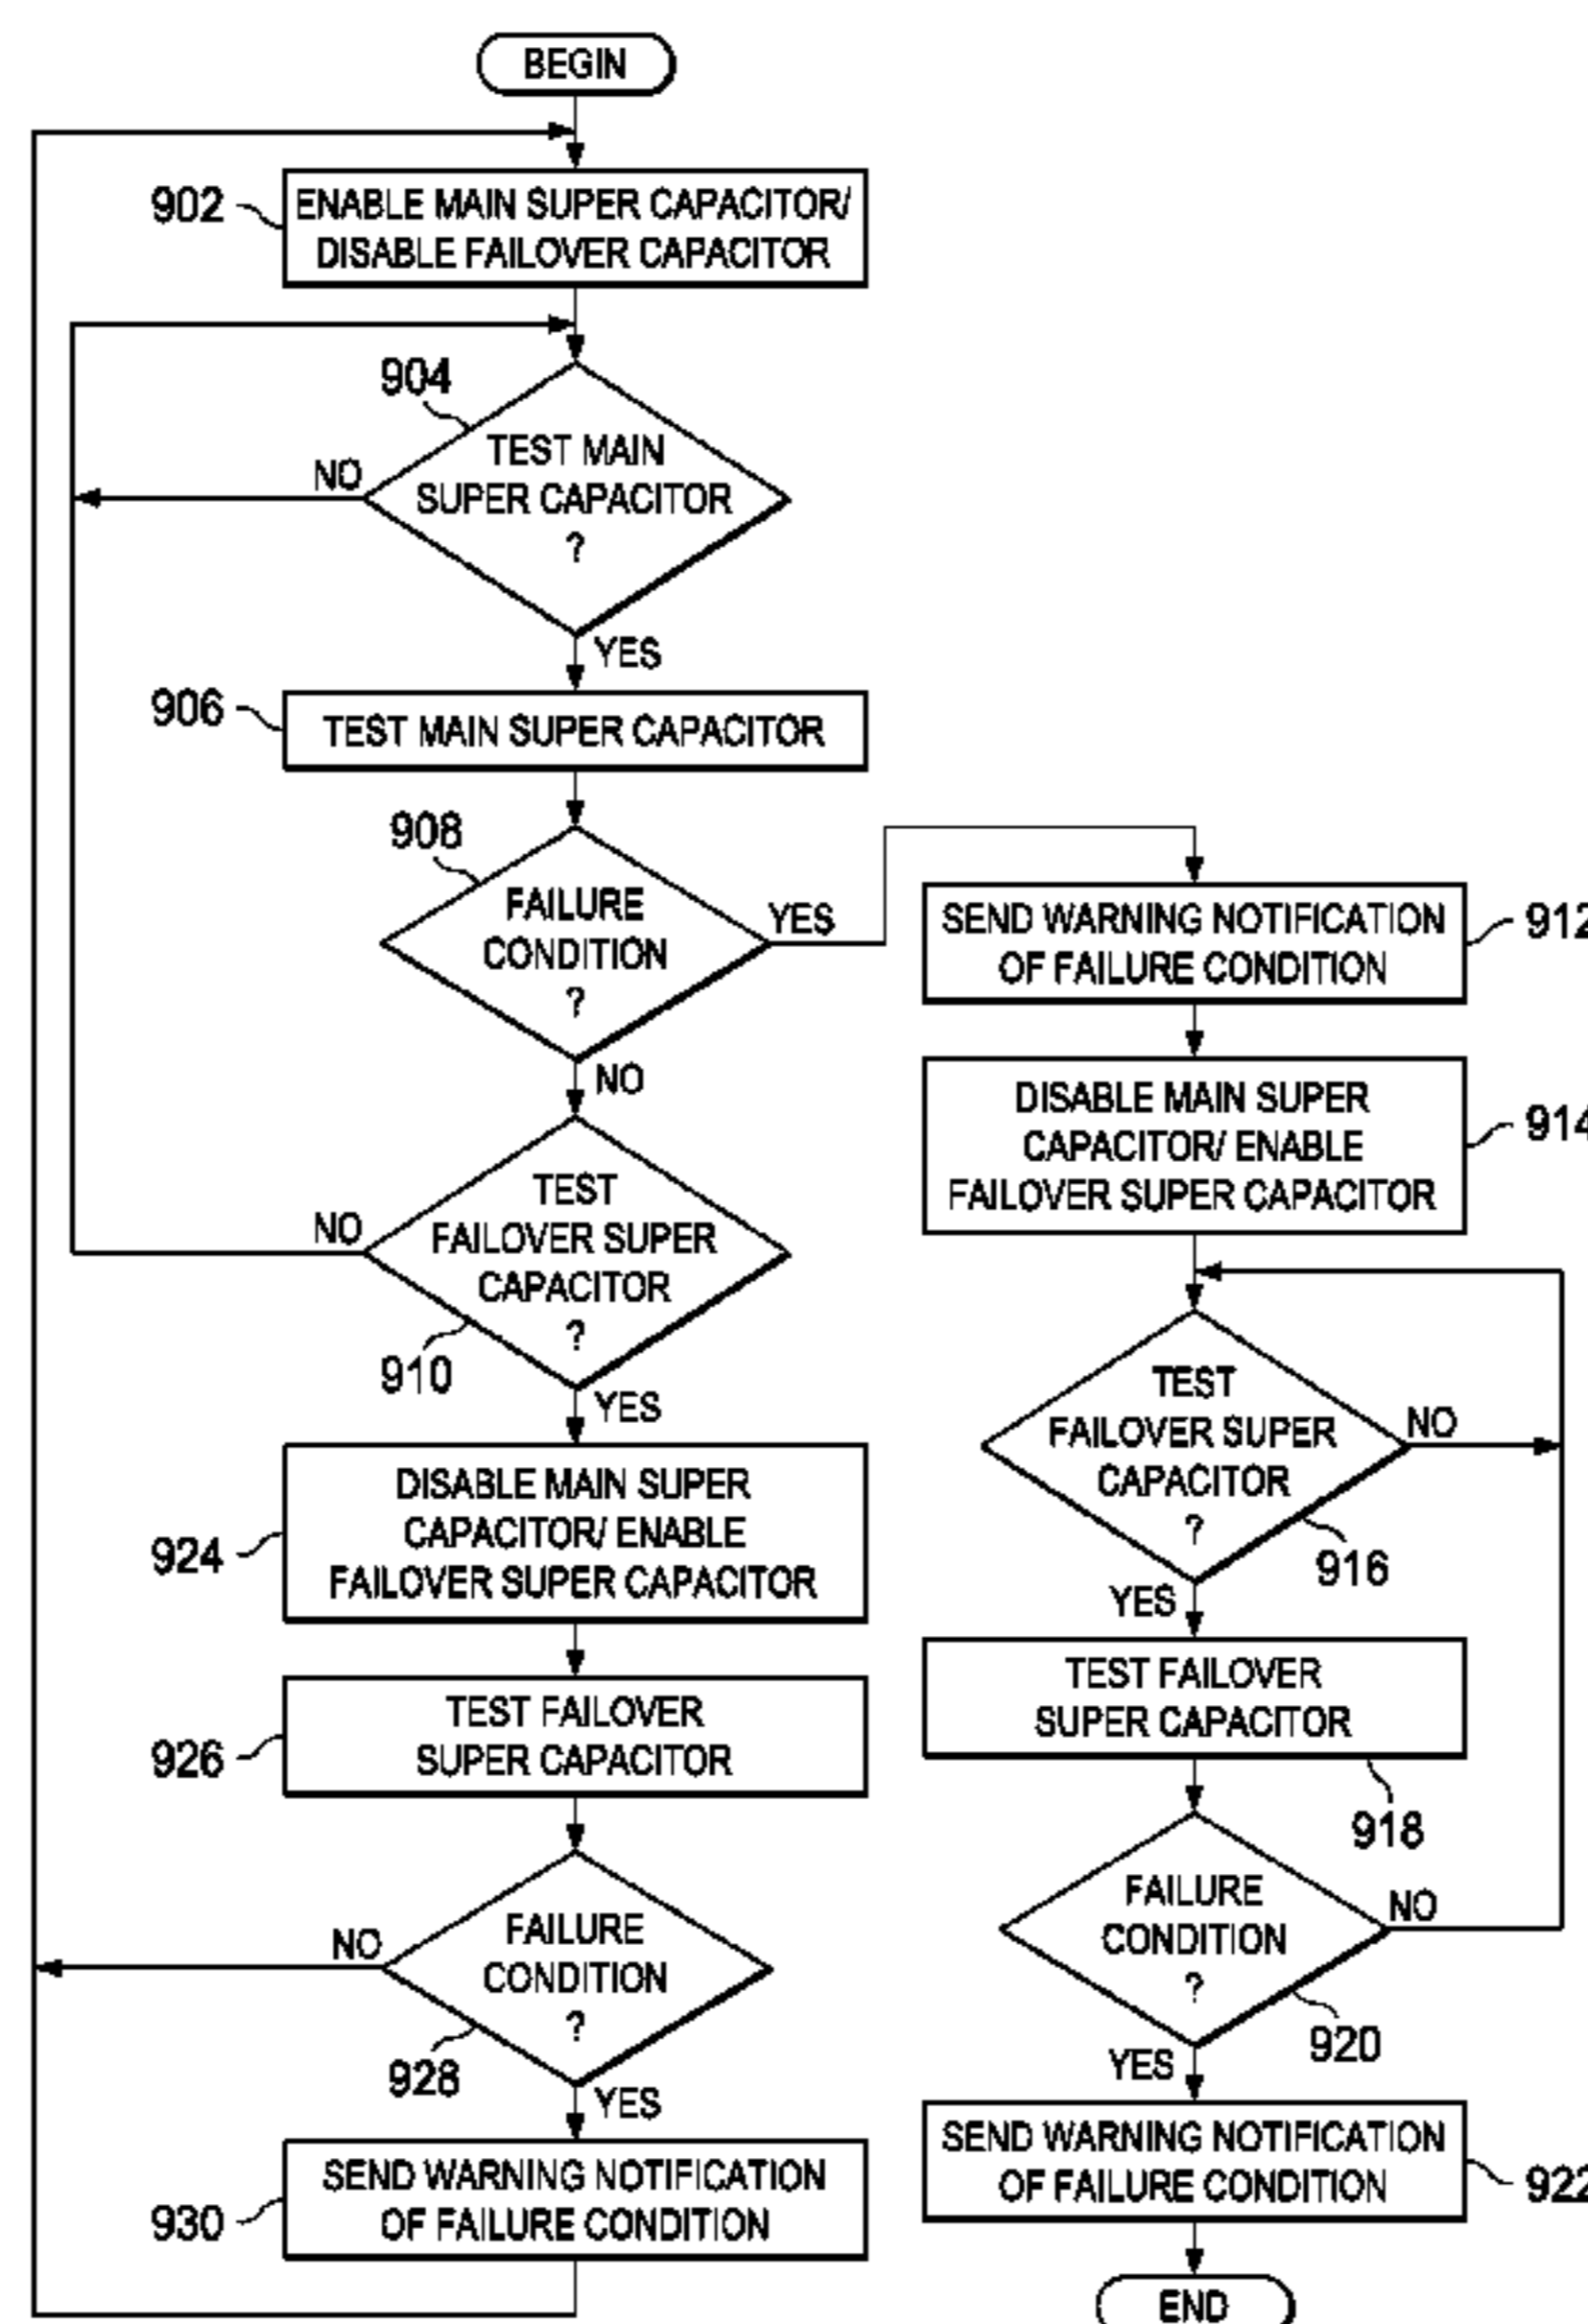 BEGIN
902
ENABLE MAIN SUPER CAPACITOR/
DISABLE FAILOVER CAPACITOR
904
TEST MAIN
SUPER CAPACITOR
?
NO
YES
906
TEST MAIN SUPER CAPACITOR
908
FAILURE
CONDITION
?
YES
NO
TEST
FAILOVER SUPER
CAPACITOR
?
NO
910
YES
924
DISABLE MAIN SUPER
CAPACITOR/ ENABLE
FAILOVER SUPER CAPACITOR
926
TEST FAILOVER
SUPER CAPACITOR
FAILURE
CONDITION
?
NO
928
YES
930
SEND WARNING NOTIFICATION
OF FAILURE CONDITION
SEND WARNING NOTIFICATION
OF FAILURE CONDITION
912
DISABLE MAIN SUPER
CAPACITOR/ ENABLE
FAILOVER SUPER CAPACITOR
914
TEST
FAILOVER SUPER
CAPACITOR
?
NO
916
YES
TEST FAILOVER
SUPER CAPACITOR
918
FAILURE
CONDITION
?
NO
920
YES
SEND WARNING NOTIFICATION
OF FAILURE CONDITION
922
END